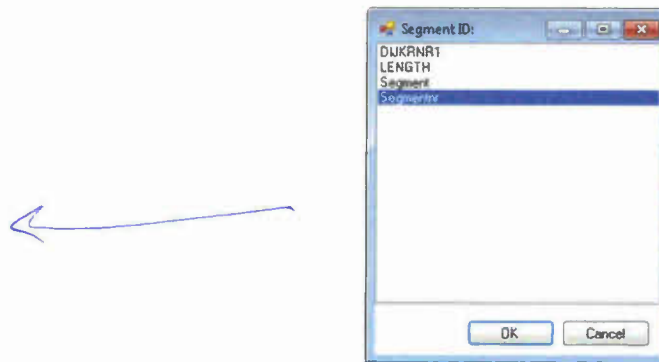 Segment ID:
DIJKRNR1
LENGTH
Segment
Segmentnr
OK
Cancel